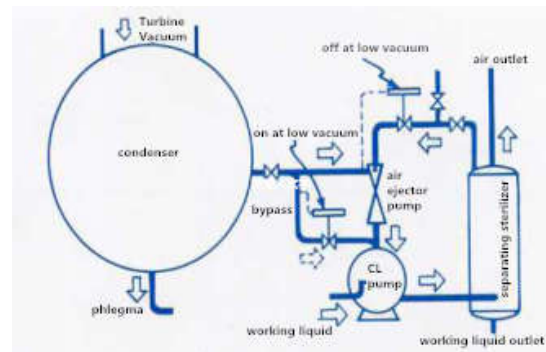 Turbine
Vacuum
off at low vacuum
air outlet
on at low vacuum
condenser
air
ejector
pump
bypass
separating sterilizer
CL
pump
phlegma
working liquid
working liquid outlet